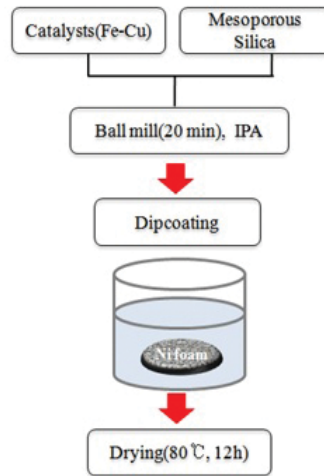 Catalysts(Fe-Cu)
Mesoporous
Silica
Ball mill(20 min), IPA
Dipcoating
Ni foam
Drying(80℃, 12h)